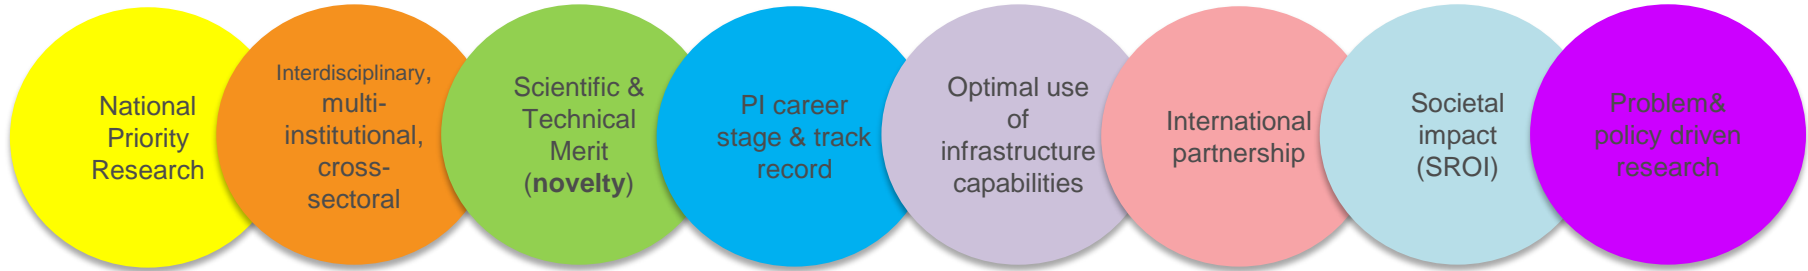 National
Priority
Research
Interdisciplinary,
multi-
institutional,
cross-
sectoral
Scientific &
Technical
Merit
(novelty)
PI career
stage & track
record
Optimal use
of
infrastructure
capabilities
International
partnership
Societal
impact
(SROI)
Problem&
policy driven
research